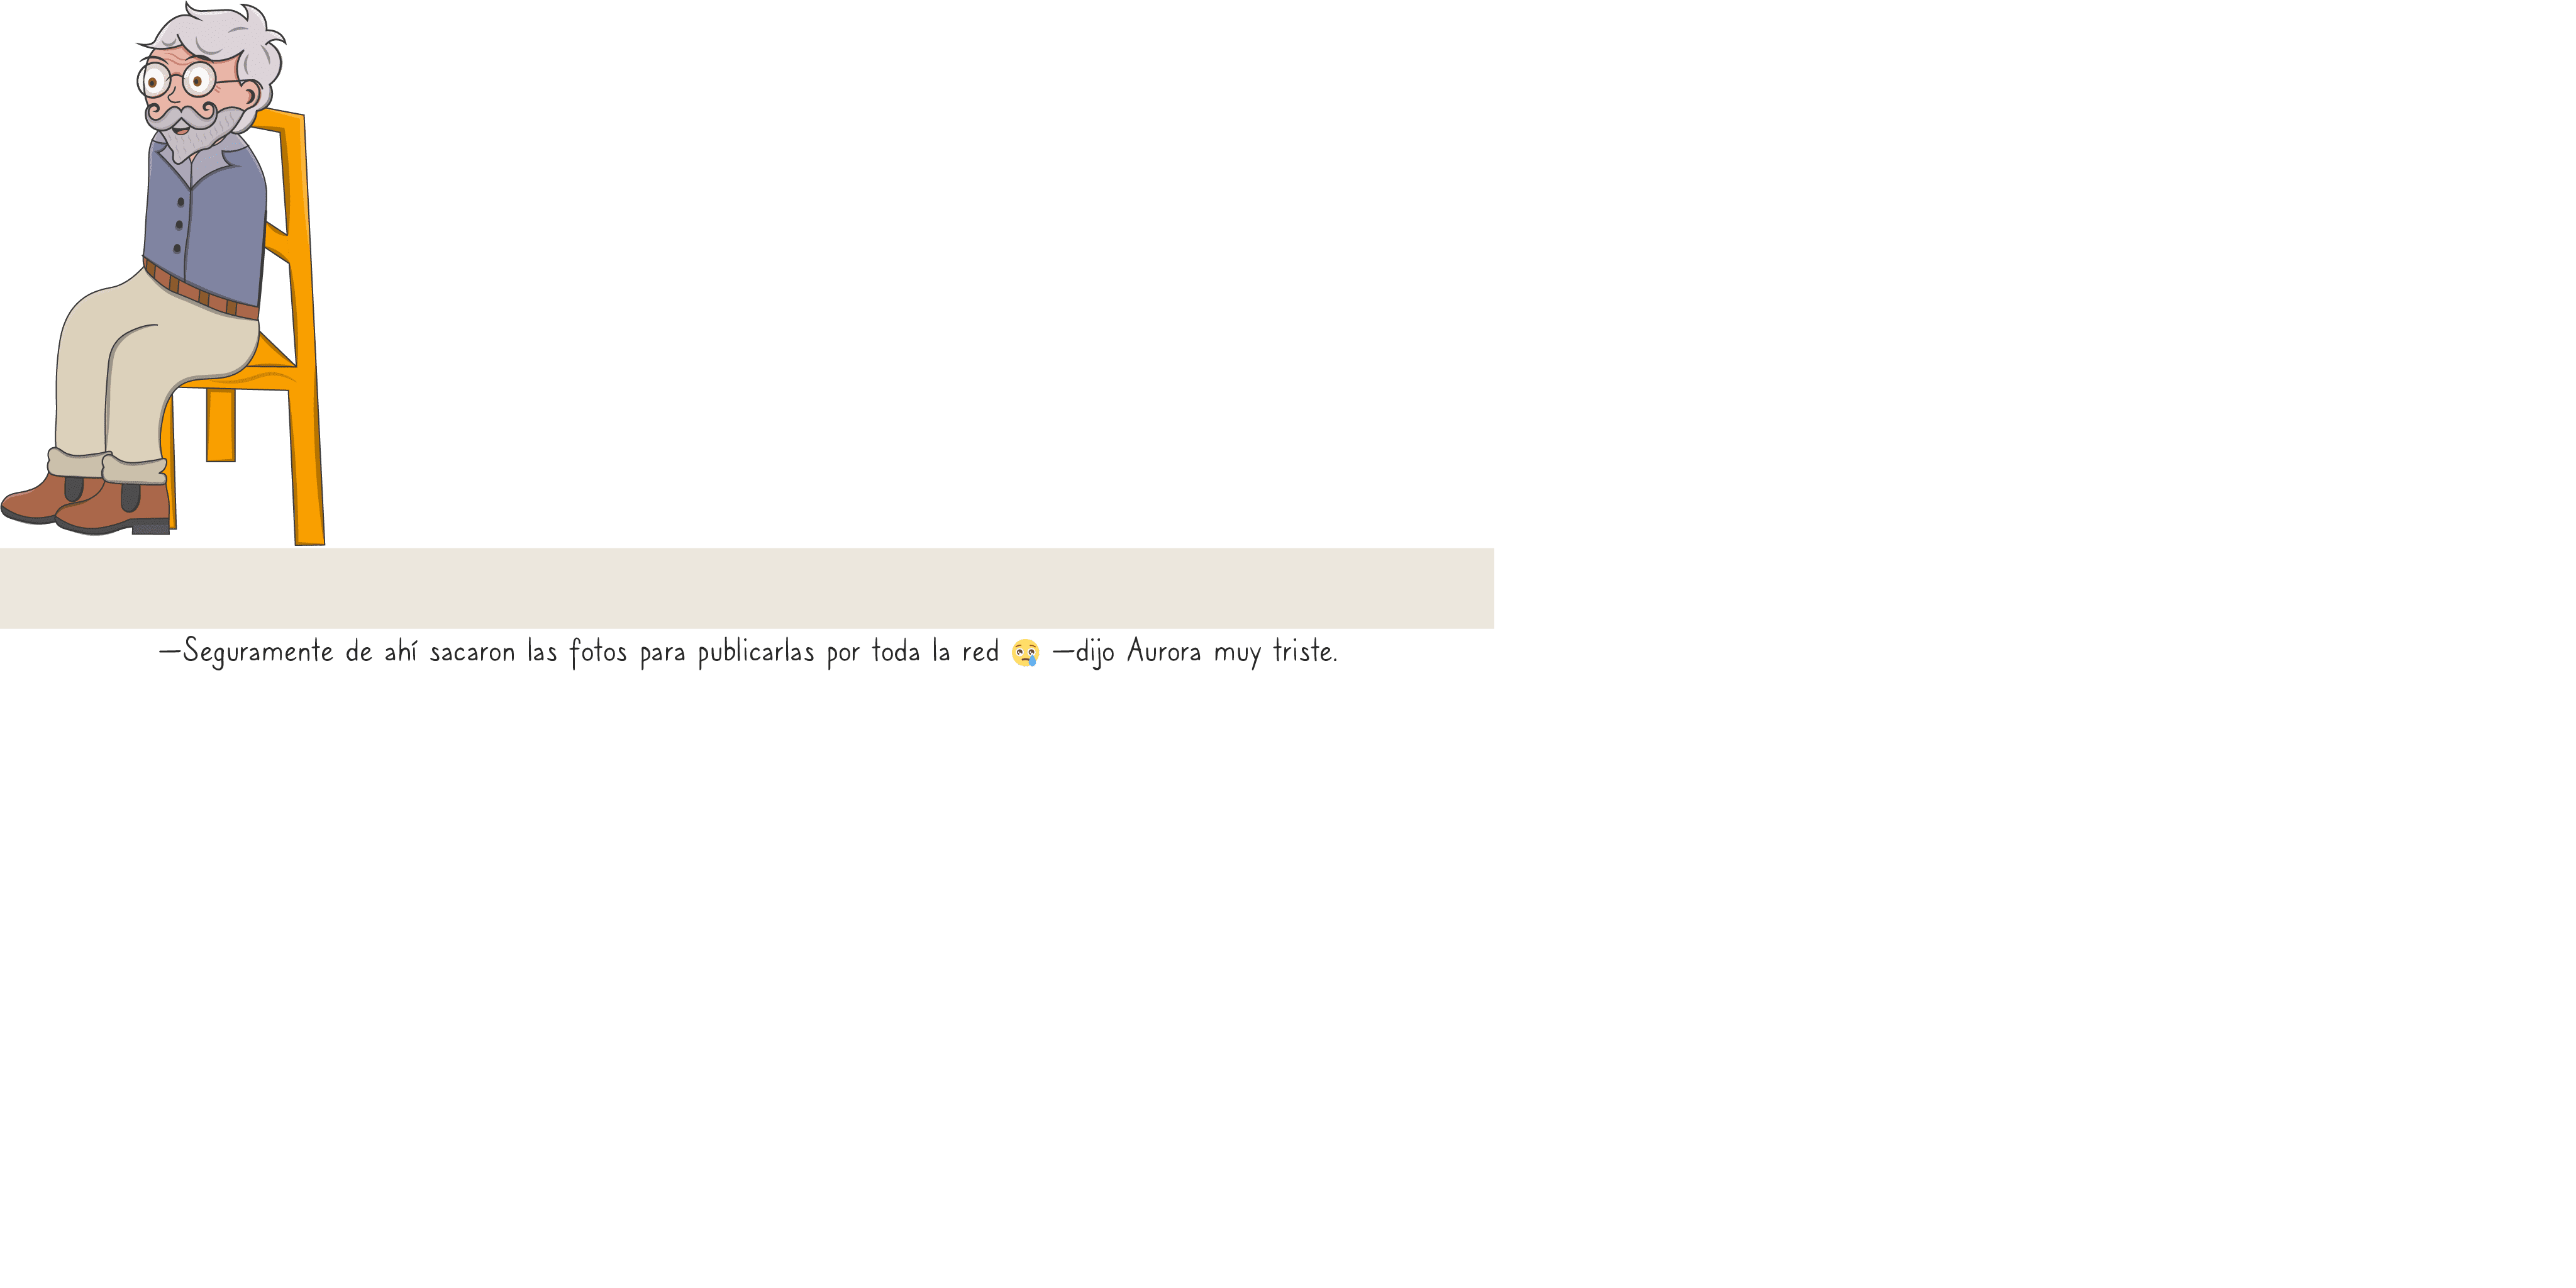 —Seguramente de ahí sacaron las fotos para publicarlas por toda la red 😢 —dijo Aurora muy triste.